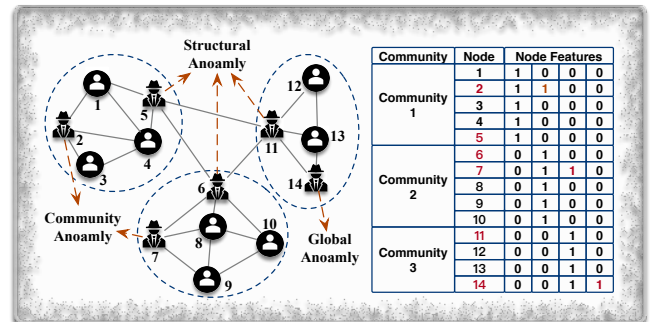 Structural
Anoamly
12
1
5
2
11
13
4
3
14
6
Community
Anoamly
10
8
7
Global
Anoamly
9
Community Node Node Features
Community
1
1 1 0 0 0
2 1 1 0 0
3 1 0 0 0
4 1 0 0 0
5 1 0 0 0
Community
2
6 0 1 0 0
7 0 1 1 0
8 0 1 0 0
9 0 1 0 0
10 0 1 0 0
Community
3
11 0 0 1 0
12 0 0 1 0
13 0 0 1 0
14 0 0 1 1